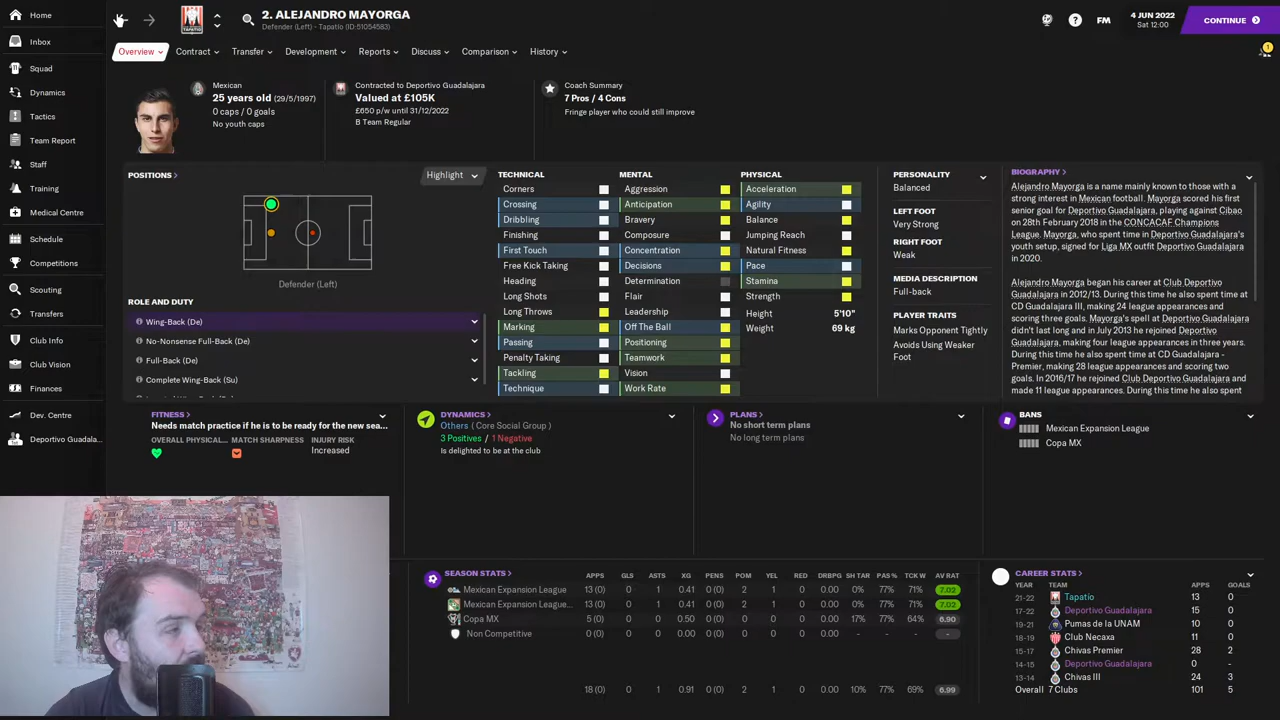 Home
Inbox
Squad
Dynamics
Tactics
Team Report
Staff
Training
Medical Centre
Schedule
Competitions
Scouting
Transfers
Club Info
Club Vision
Finances
Dev. Centre
Deportivo Guadala...
2. ALEJANDRO MAYORGA
Defender (Left) - Tapatío (ID:51054583)
FM
4 JUN 2022
Sat 12:00
CONTINUE
Overview
Contract
Transfer
Development
Reports
Discuss
Comparison
History
1
Mexican
25 years old (29/5/1997)
0 caps / 0 goals
No youth caps
Contracted to Deportivo Guadalajara
Valued at £105K
£650 p/w until 31/12/2022
B Team Regular
Coach Summary
7 Pros / 4 Cons
Fringe player who could still improve
POSITIONS
Highlight
Defender (Left)
ROLE AND DUTY
Wing-Back (De)
No-Nonsense Full-Back (De)
Full-Back (De)
Complete Wing-Back (Su)
TECHNICAL
Corners
Crossing
Dribbling
Finishing
First Touch
Free Kick Taking
Heading
Long Shots
Long Throws
Marking
Passing
Penalty Taking
Tackling
Technique
MENTAL
Aggression
Anticipation
Bravery
Composure
Concentration
Decisions
Determination
Flair
Leadership
Off The Ball
Positioning
Teamwork
Vision
Work Rate
PHYSICAL
Acceleration
Agility
Balance
Jumping Reach
Natural Fitness
Pace
Stamina
Strength
Height 5'10"
Weight 69 kg
PERSONALITY
Balanced
LEFT FOOT
Very Strong
RIGHT FOOT
Weak
MEDIA DESCRIPTION
Full-back
PLAYER TRAITS
Marks Opponent Tightly
Avoids Using Weaker
Foot
BIOGRAPHY
Alejandro Mayorga is a name mainly known to those with a
strong interest in Mexican football. Mayorga scored his first
senior goal for Deportivo Guadalajara, playing against Cibao
on 28th February 2018 in the CONCACAF Champions
League. Mayorga, who spent time in Deportivo Guadalajara's
youth setup, signed for Liga MX outfit Deportivo Guadalajara
in 2020.
Alejandro Mayorga began his career at Club Deportivo
Guadalajara in 2012/13. During this time he also spent time at
CD Guadalajara III, making 24 league appearances and
scoring three goals. Mayorga's spell at Deportivo Guadalajara
didn't last long and in July 2013 he rejoined Deportivo
Guadalajara, making four league appearances in three years.
During this time he also spent time at CD Guadalajara -
Premier, making 28 league appearances and scoring two
goals. In 2016/17 he rejoined Club Deportivo Guadalajara and
made 11 league appearances. During this time he also spent
FITNESS
Needs match practice if he is to be ready for the new sea...
OVERALL PHYSICAL... MATCH SHARPNESS INJURY RISK
Increased
DYNAMICS
Others ( Core Social Group )
3 Positives / 1 Negative
Is delighted to be at the club
PLANS
No short term plans
No long term plans
BANS
Mexican Expansion League
Copa MX
SEASON STATS APPS GLS ASTS XG PENS POM YEL RED DRBPG SH TAR PAS % TCK W AV RAT
Mexican Expansion League 13 (0) 0 1 0.41 0 (0) 2 1 0 0.00 0% 77% 71% 7.02
Mexican Expansion League... 13 (0) 0 1 0.41 0 (0) 2 1 0 0.00 0% 77% 71% 7.02
Copa MX 5 (0) 0 0 0.50 0 (0) 0 0 0 0.00 17% 77% 64% 6.90
Non Competitive 0 (0) 0 0 0.00 0 (0) 0 0 0 0.00 0% 0% 0% -
18 (0) 0 1 0.91 0 (0) 2 1 0 0.00 10% 77% 69% 6.99
CAREER STATS
YEAR TEAM APPS GOALS
21-22 Tapatío 13 0
17-22 Deportivo Guadalajara 15 0
19-21 Pumas de la UNAM 10 0
18-19 Club Necaxa 11 0
15-17 Chivas Premier 28 2
14-15 Deportivo Guadalajara 0 -
13-14 Chivas III 24 3
Overall 7 Clubs 101 5